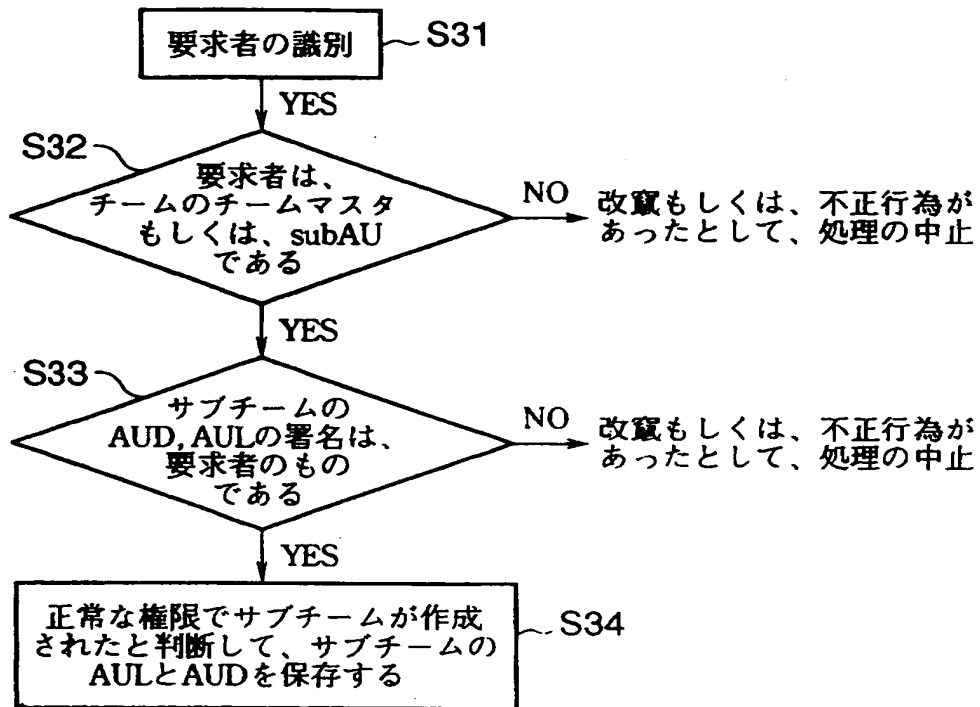 要求者の識別
S31
YES
S32
要求者は、
チームのチームマスタ
もしくは、subAU
である
NO
改竄もしくは、不正行為が
あったとして、処理の中止
YES
S33
サブチームの
AUD,AULの署名は、
要求者のもの
である
NO
改竄もしくは、不正行為が
あったとして、処理の中止
YES
正常な権限でサブチームが作成
されたと判断して、サブチームの
AULとAUDを保存する
S34